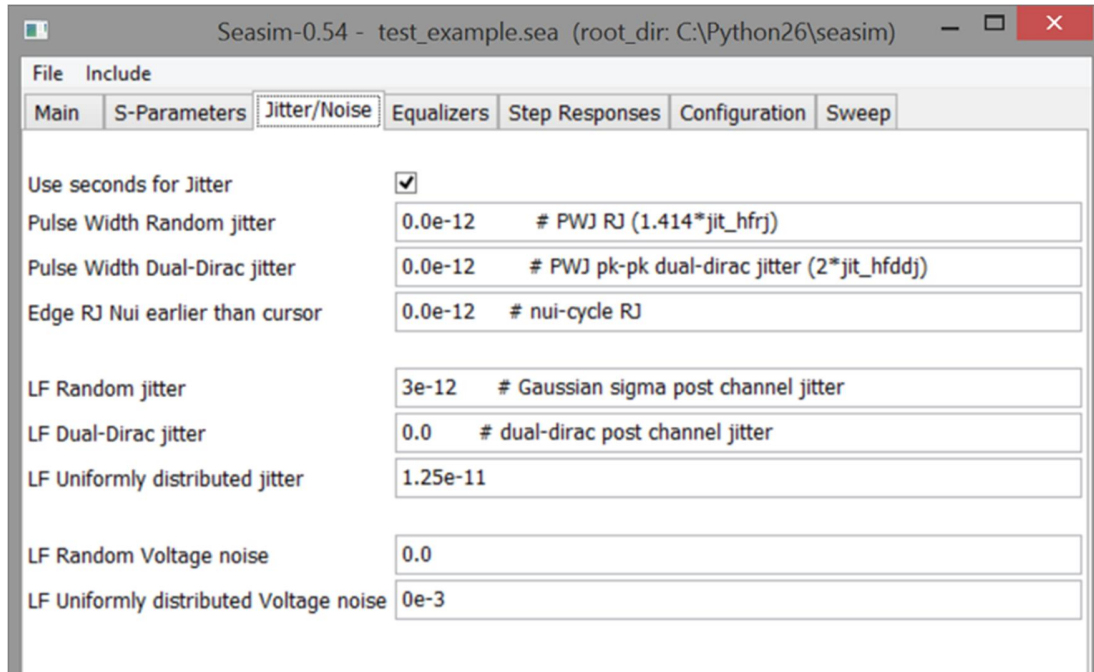 Seasim-0.54 - test_example.sea (root_dir: C:\Python26\seasim)
File Include
Main S-Parameters Jitter/Noise Equalizers Step Responses Configuration Sweep
Use seconds for Jitter
Pulse Width Random jitter 0.0e-12 # PWJ RJ (1.414*jit_hfrj)
Pulse Width Dual-Dirac jitter 0.0e-12 # PWJ pk-pk dual-dirac jitter (2*jit_hfddj)
Edge RJ Nui earlier than cursor 0.0e-12 # nui-cycle RJ
LF Random jitter 3e-12 # Gaussian sigma post channel jitter
LF Dual-Dirac jitter 0.0 # dual-dirac post channel jitter
LF Uniformly distributed jitter 1.25e-11
LF Random Voltage noise 0.0
LF Uniformly distributed Voltage noise 0e-3